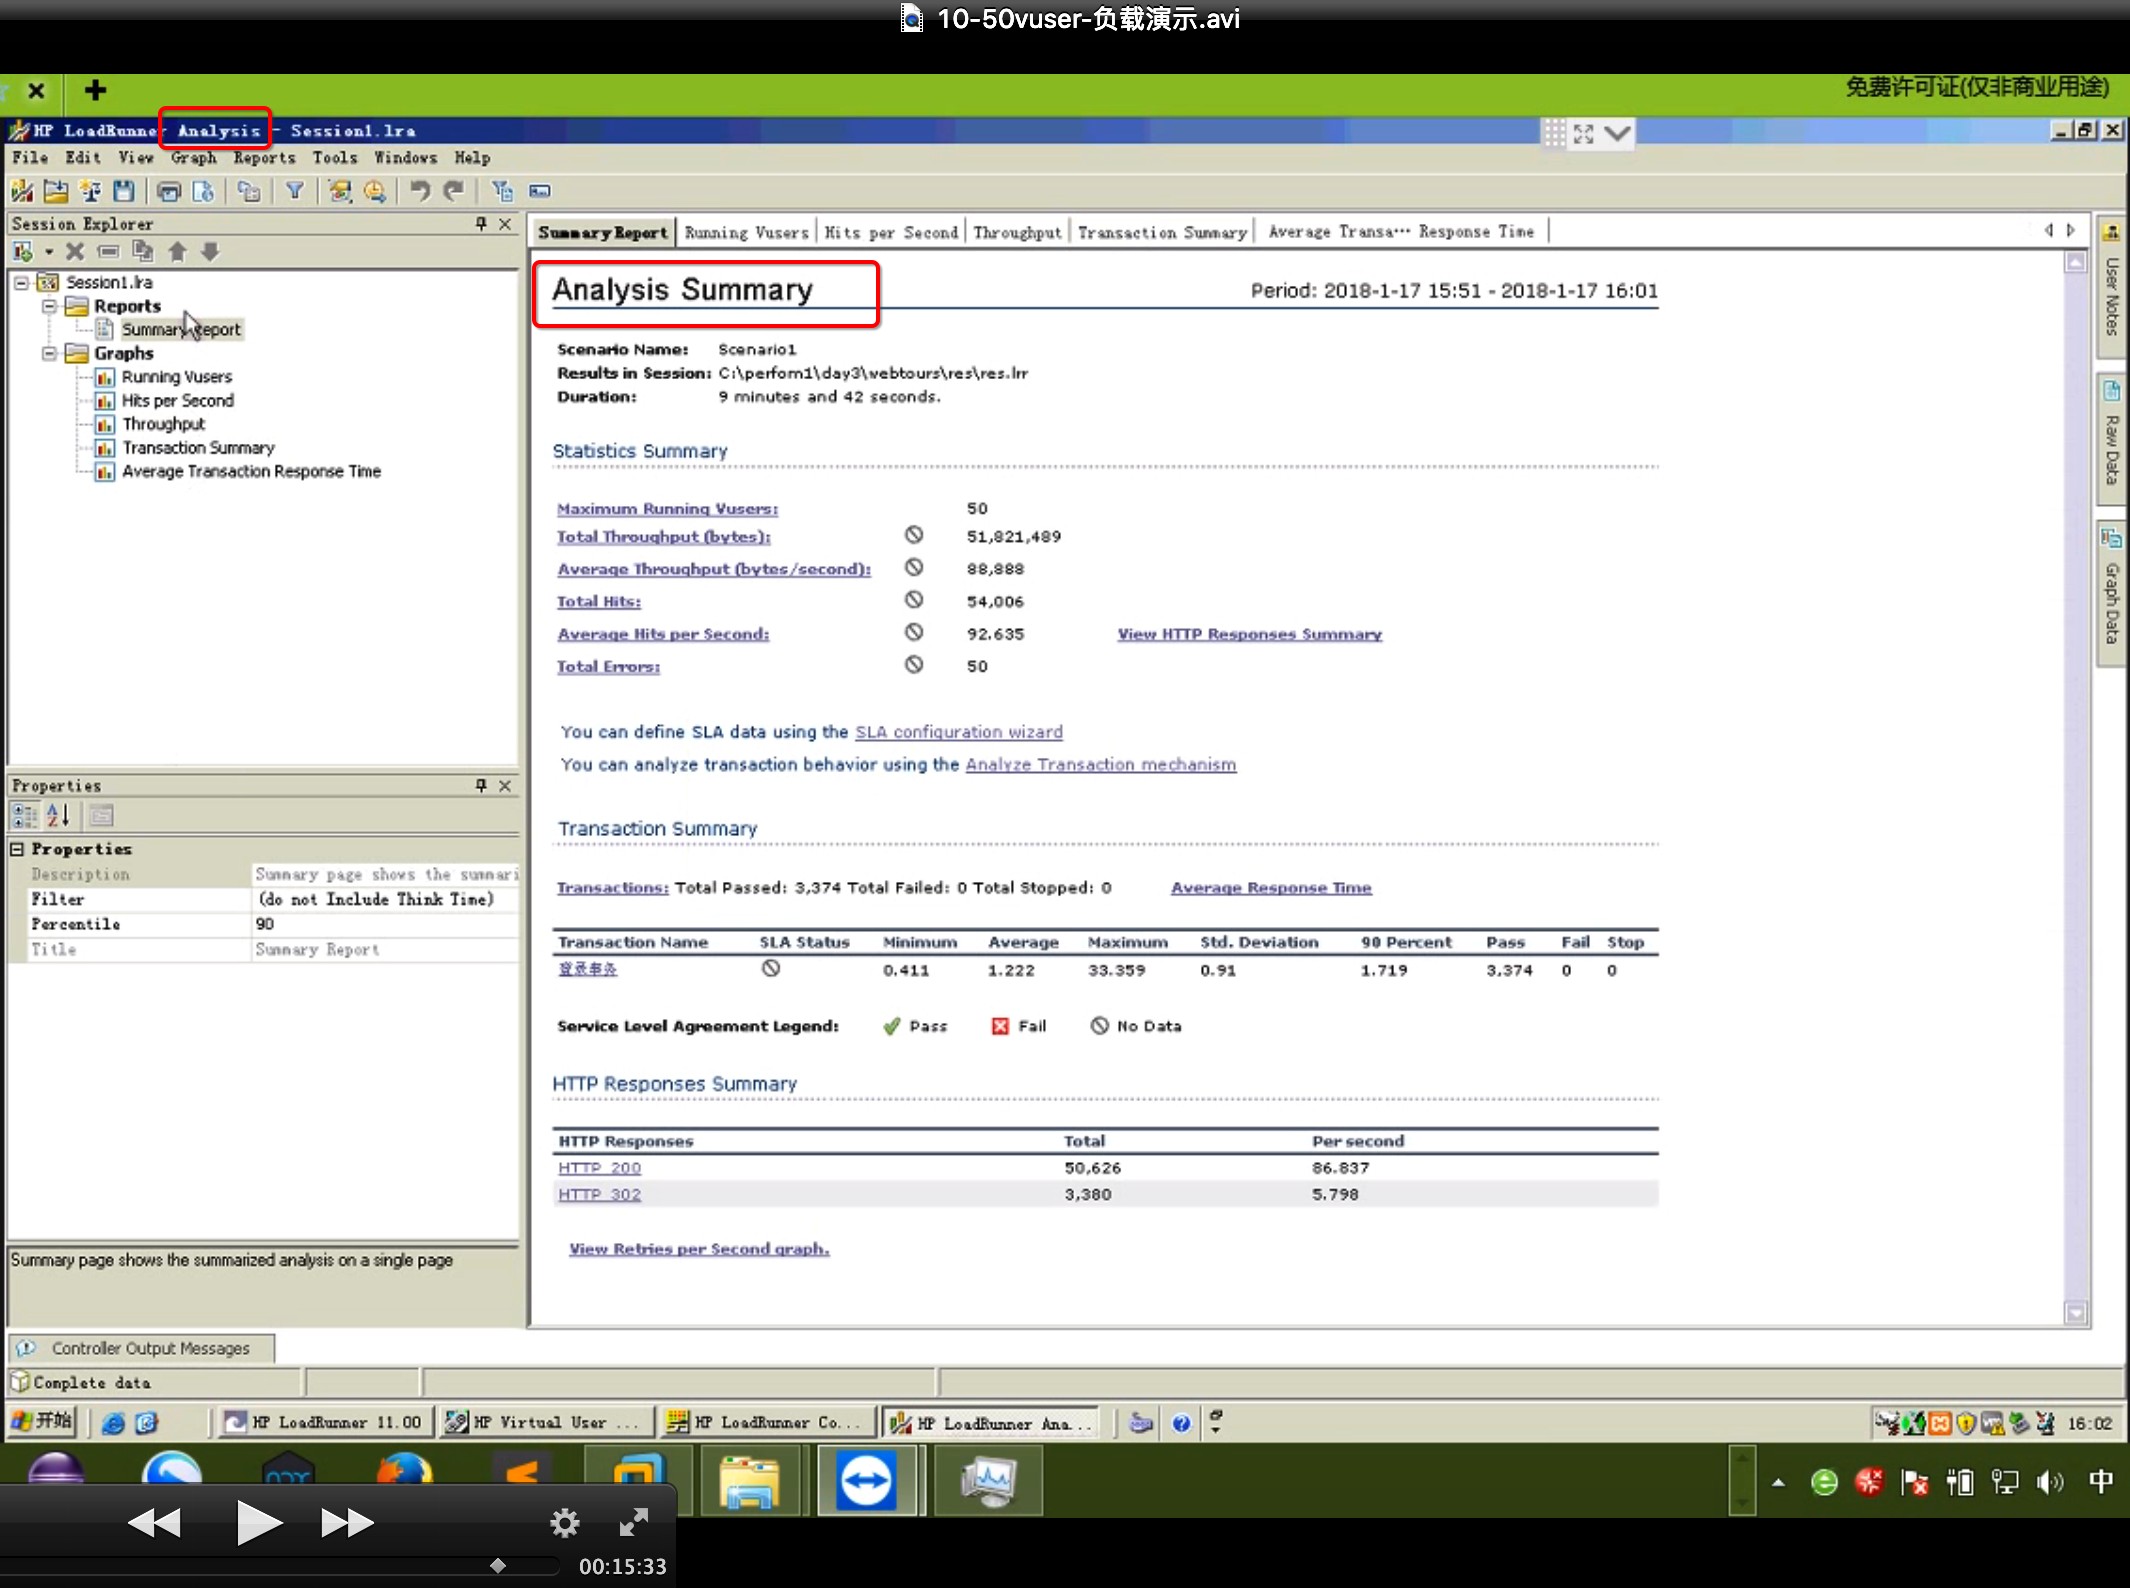 10-50vuser-负载演示.avi
免费许可证(仅非商业用途)
HP LoadRunner Analysis - Session1.lra
File Edit View Graph Reports Tools Windows Help
Session Explorer
Session1.lra
Reports
Summary Report
Graphs
Running Vusers
Hits per Second
Throughput
Transaction Summary
Average Transaction Response Time
Properties
Properties
Description Summary page shows the summari
Filter (do not Include Think Time)
Percentile 90
Title Summary Report
Summary page shows the summarized analysis on a single page
Summary Report Running Vusers Hits per Second Throughput Transaction Summary Average Transa... Response Time
Analysis Summary Period: 2018-1-17 15:51 - 2018-1-17 16:01
Scenario Name: Scenario1
Results in Session: C:\perfom1\day3\webtours\res\res.lrr
Duration: 9 minutes and 42 seconds.
Statistics Summary
Maximum Running Vusers: 50
Total Throughput (bytes): 51,821,489
Average Throughput (bytes/second): 88,888
Total Hits: 54,006
Average Hits per Second: 92.635 View HTTP Responses Summary
Total Errors: 50
You can define SLA data using the SLA configuration wizard
You can analyze transaction behavior using the Analyze Transaction mechanism
Transaction Summary
Transactions: Total Passed: 3,374 Total Failed: 0 Total Stopped: 0 Average Response Time
Transaction Name SLA Status Minimum Average Maximum Std. Deviation 90 Percent Pass Fail Stop
登录事务 0.411 1.222 33.359 0.91 1.719 3,374 0 0
Service Level Agreement Legend: Pass Fail No Data
HTTP Responses Summary
HTTP Responses Total Per second
HTTP_200 50,626 86.837
HTTP_302 3,380 5.798
View Retries per Second graph.
User Notes
Raw Data
Graph Data
Controller Output Messages
Complete data
开始 HP LoadRunner 11.00 HP Virtual User ... HP LoadRunner Co... HP LoadRunner Ana... 16:02
中
00:15:33